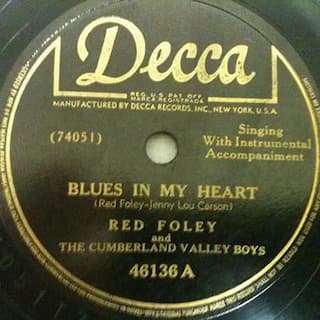 Decca
REG. U.S. PAT. OFF.
MARCA REGISTRADA
MANUFACTURED BY DECCA RECORDS, INC., NEW YORK, U.S.A.
(74051)
Singing
With Instrumental
Accompaniment
BLUES IN MY HEART
(Red Foley-Jenny Lou Carson)
RED FOLEY
and
THE CUMBERLAND VALLEY BOYS
46136 A